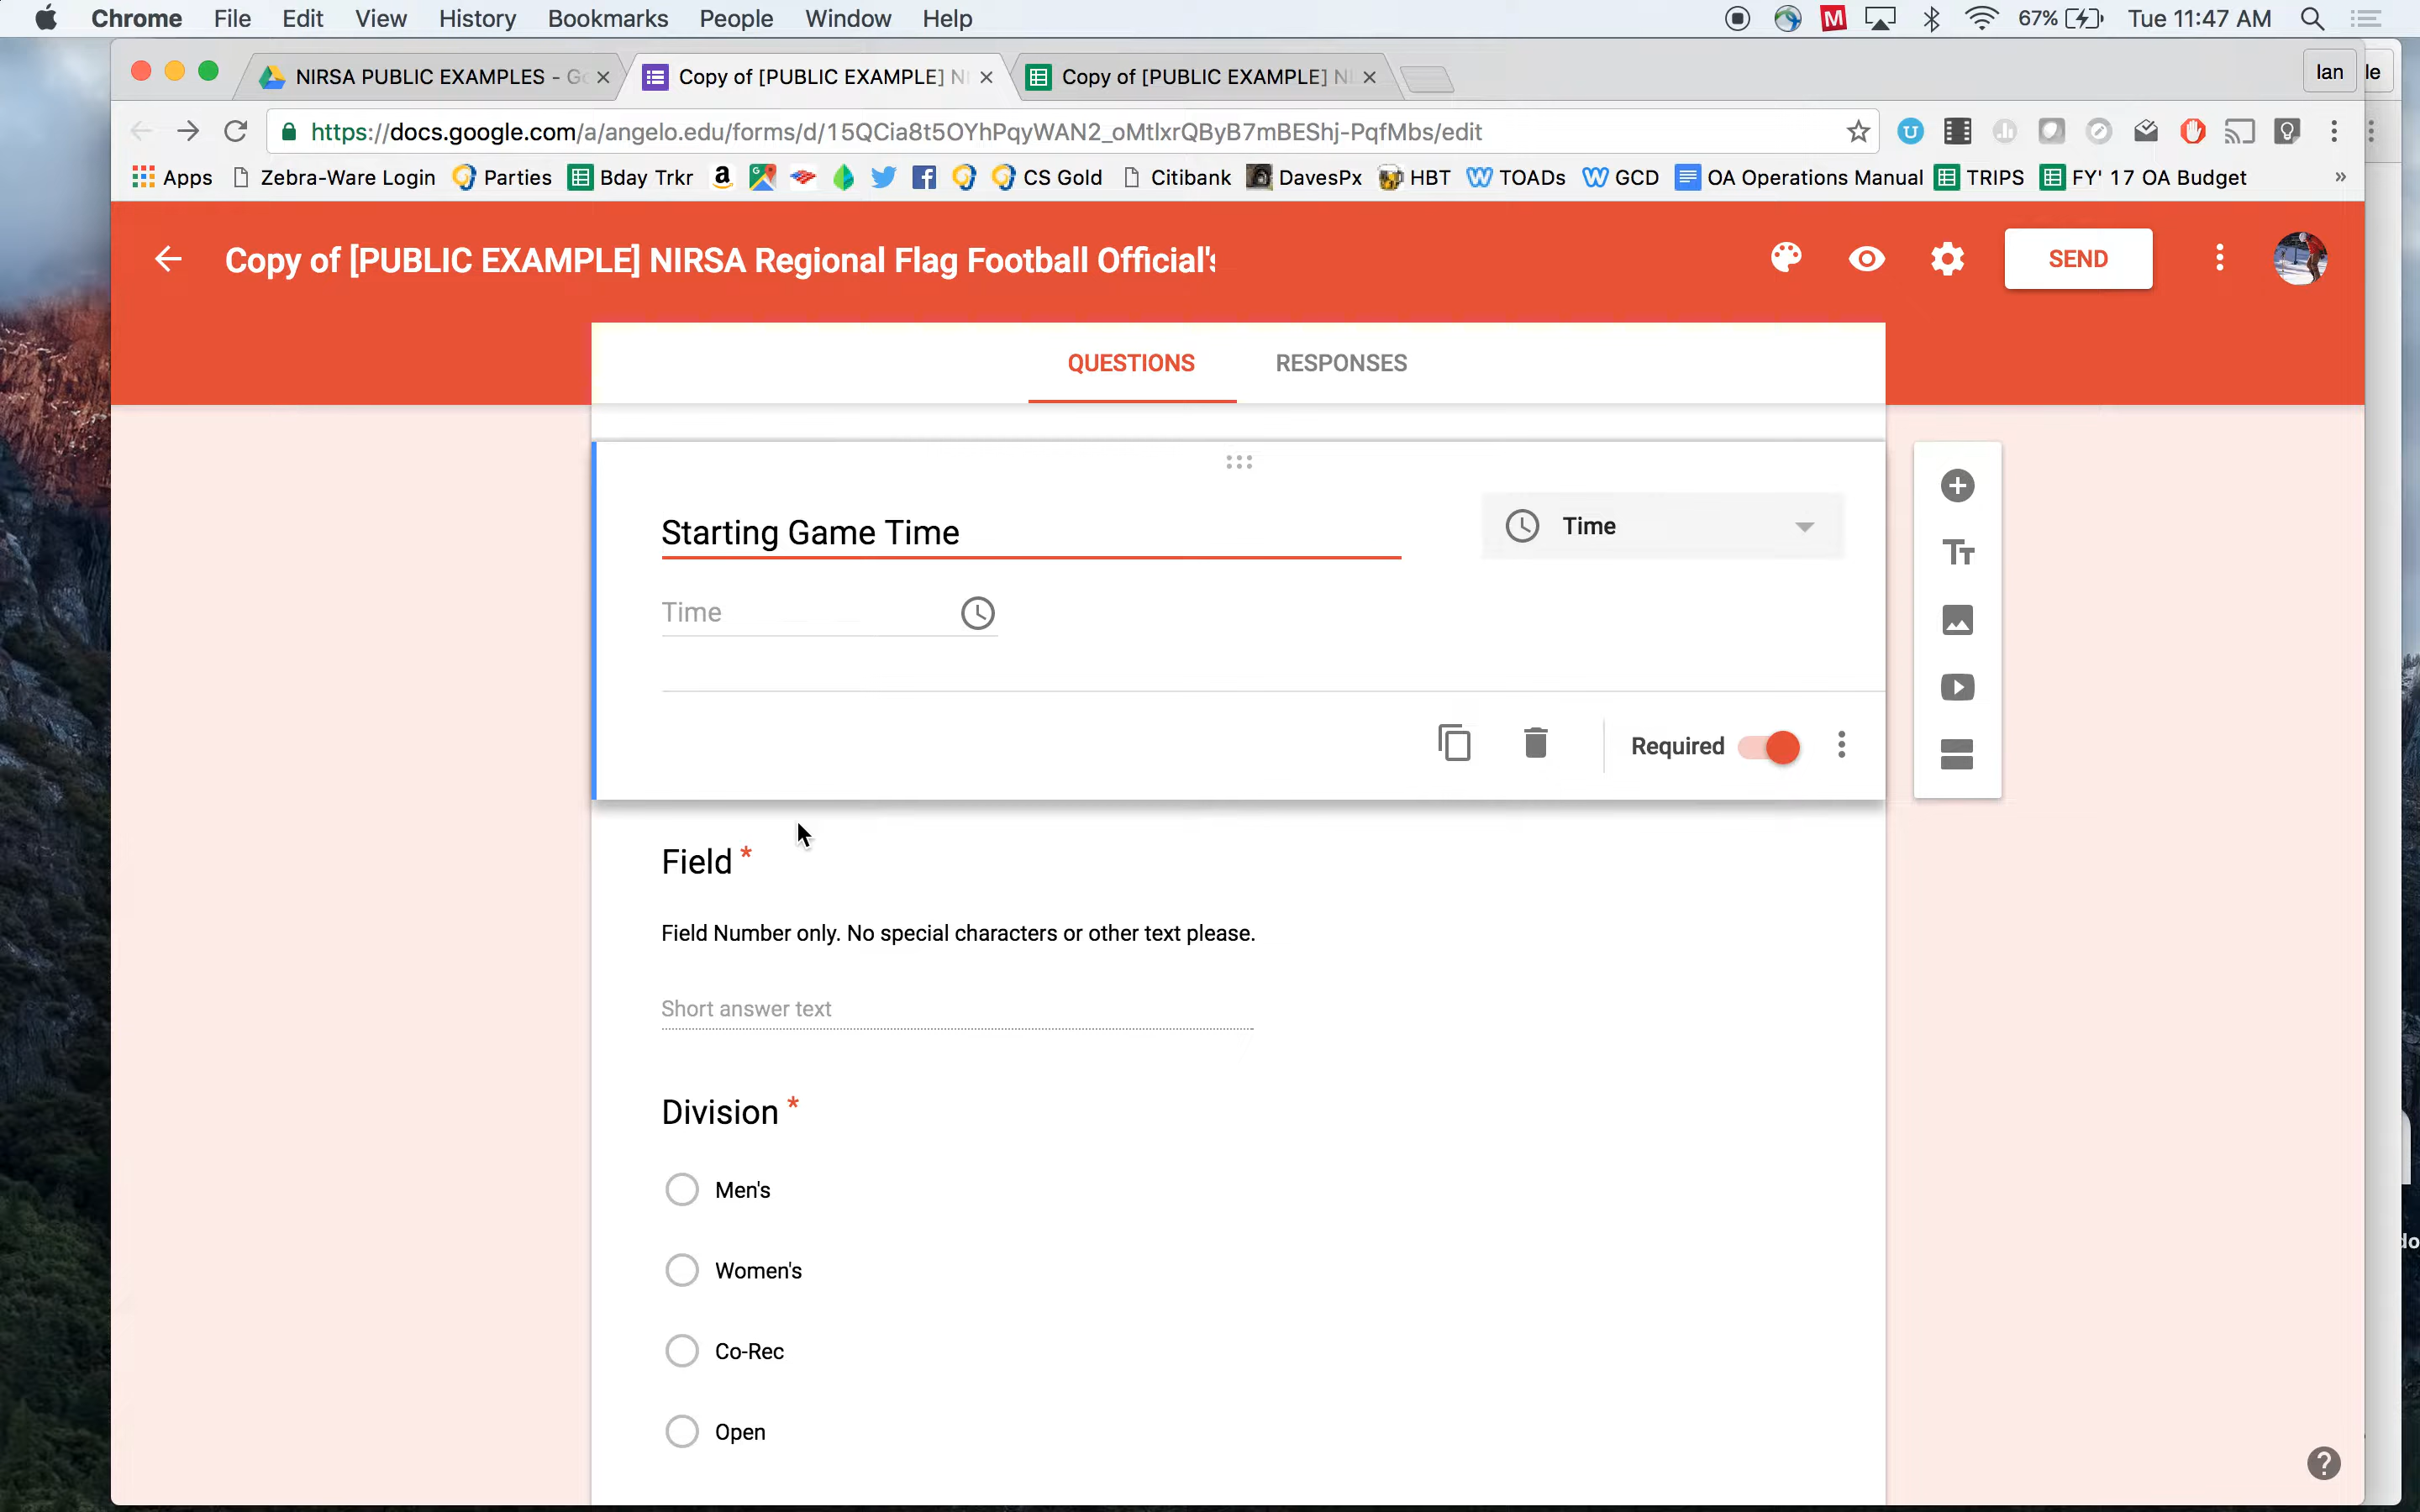 Chrome File Edit View History Bookmarks People Window Help 67% Tue 11:47 AM
NIRSA PUBLIC EXAMPLES - Go Copy of [PUBLIC EXAMPLE] NI Copy of [PUBLIC EXAMPLE] NI Ian le
https://docs.google.com/a/angelo.edu/forms/d/15QCia8t5OYhPqyWAN2_oMtlxrQByB7mBEShj-PqfMbs/edit
Apps Zebra-Ware Login Parties Bday Trkr CS Gold Citibank DavesPx HBT TOADs GCD OA Operations Manual TRIPS FY' 17 OA Budget »
Copy of [PUBLIC EXAMPLE] NIRSA Regional Flag Football Official's SEND
QUESTIONS RESPONSES
Starting Game Time Time
Time
Required
Field *
Field Number only. No special characters or other text please.
Short answer text
Division *
Men's
Women's
Co-Rec
Open